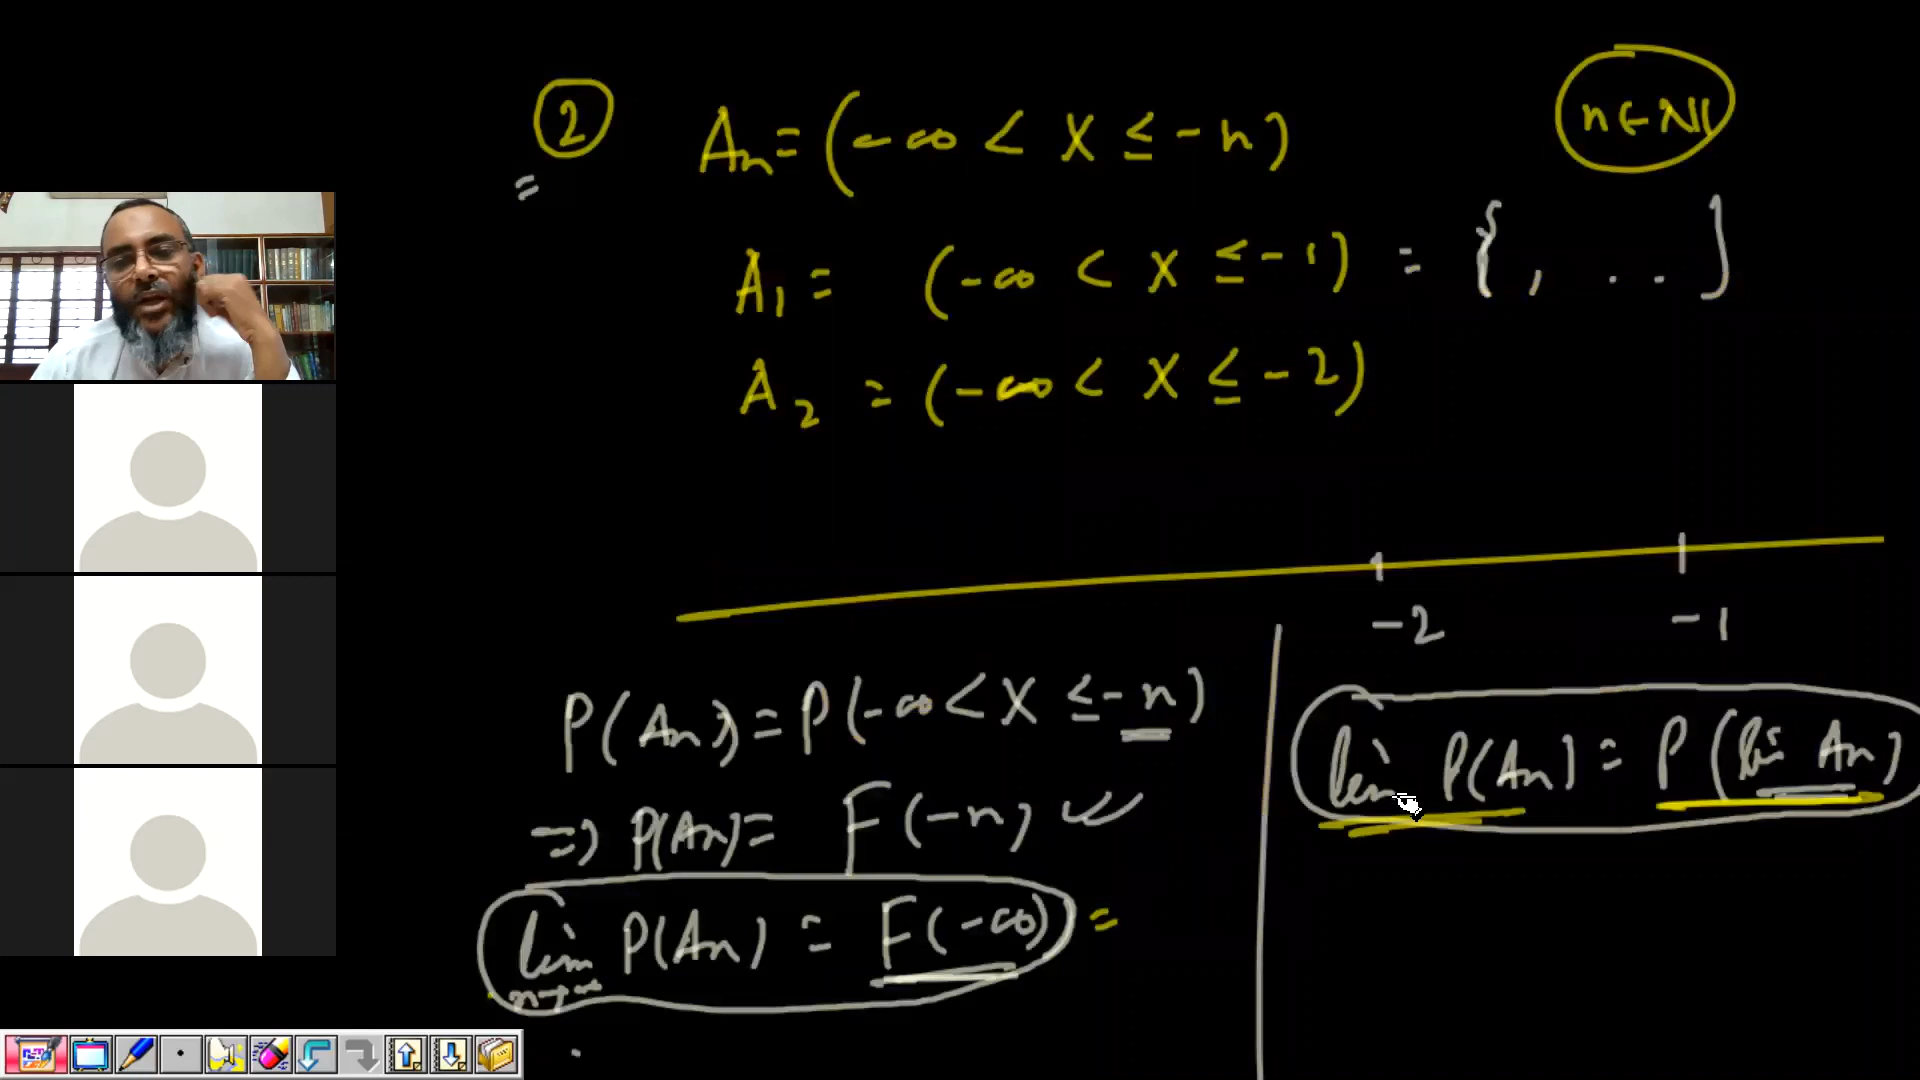 ② Aₙ = (-∞ < X ≤ -n) n∈ℕ
=
A₁ = (-∞ < X ≤ -1) = { , . . }
A₂ = (-∞ < X ≤ -2)
-2 -1
P(Aₙ) = P(-∞ < X ≤ -n)
⇒ P(Aₙ) = F(-n) ✓
lim P(Aₙ) = F(-∞) =
n→∞
lim P(Aₙ) = P(lim Aₙ)